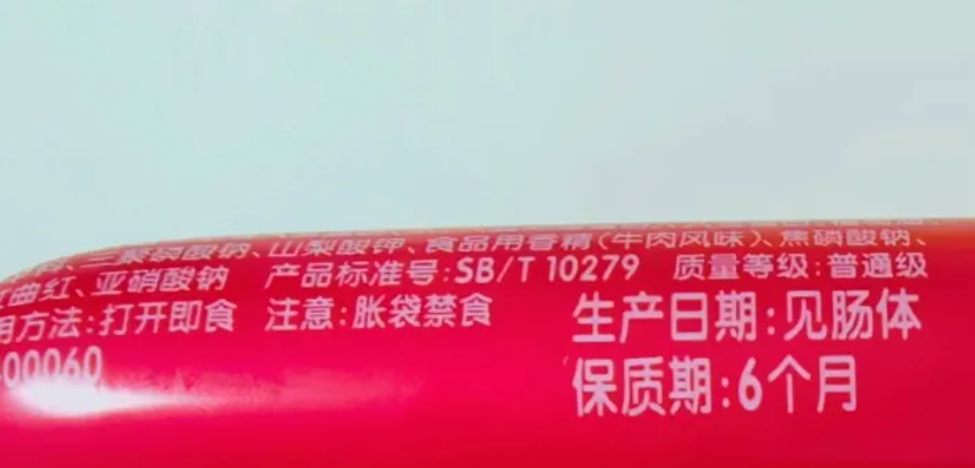 、三聚磷酸钠、山梨酸钾、食品用香精(牛肉风味)、焦磷酸钠、
曲红、亚硝酸钠 产品标准号:SB/T 10279 质量等级:普通级
用方法:打开即食 注意:胀袋禁食
生产日期:见肠体
00060
保质期:6个月